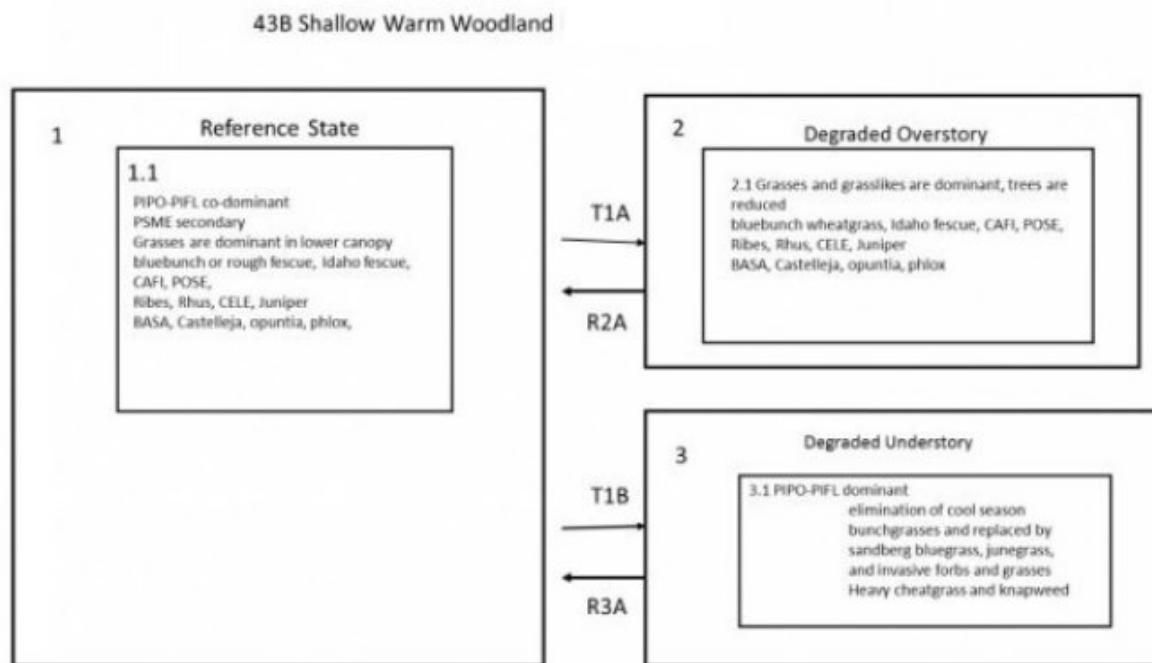 43B Shallow Warm Woodland
1
Reference State
1.1
PIPO-PIFL co-dominant
PSME secondary
Grasses are dominant in lower canopy
bluebunch or rough fescue, Idaho fescue,
CAFI, POSE,
Ribes, Rhus, CELE, Juniper
BASA, Castelleja, opuntia, phlox,
T1A
R2A
2
Degraded Overstory
2.1 Grasses and grasslikes are dominant, trees are
reduced
bluebunch wheatgrass, Idaho fescue, CAFI, POSE,
Ribes, Rhus, CELE, Juniper
BASA, Castelleja, opuntia, phlox
T1B
R3A
3
Degraded Understory
3.1 PIPO-PIFL dominant
elimination of cool season
bunchgrasses and replaced by
sandberg bluegrass, junegrass,
and invasive forbs and grasses
Heavy cheatgrass and knapweed